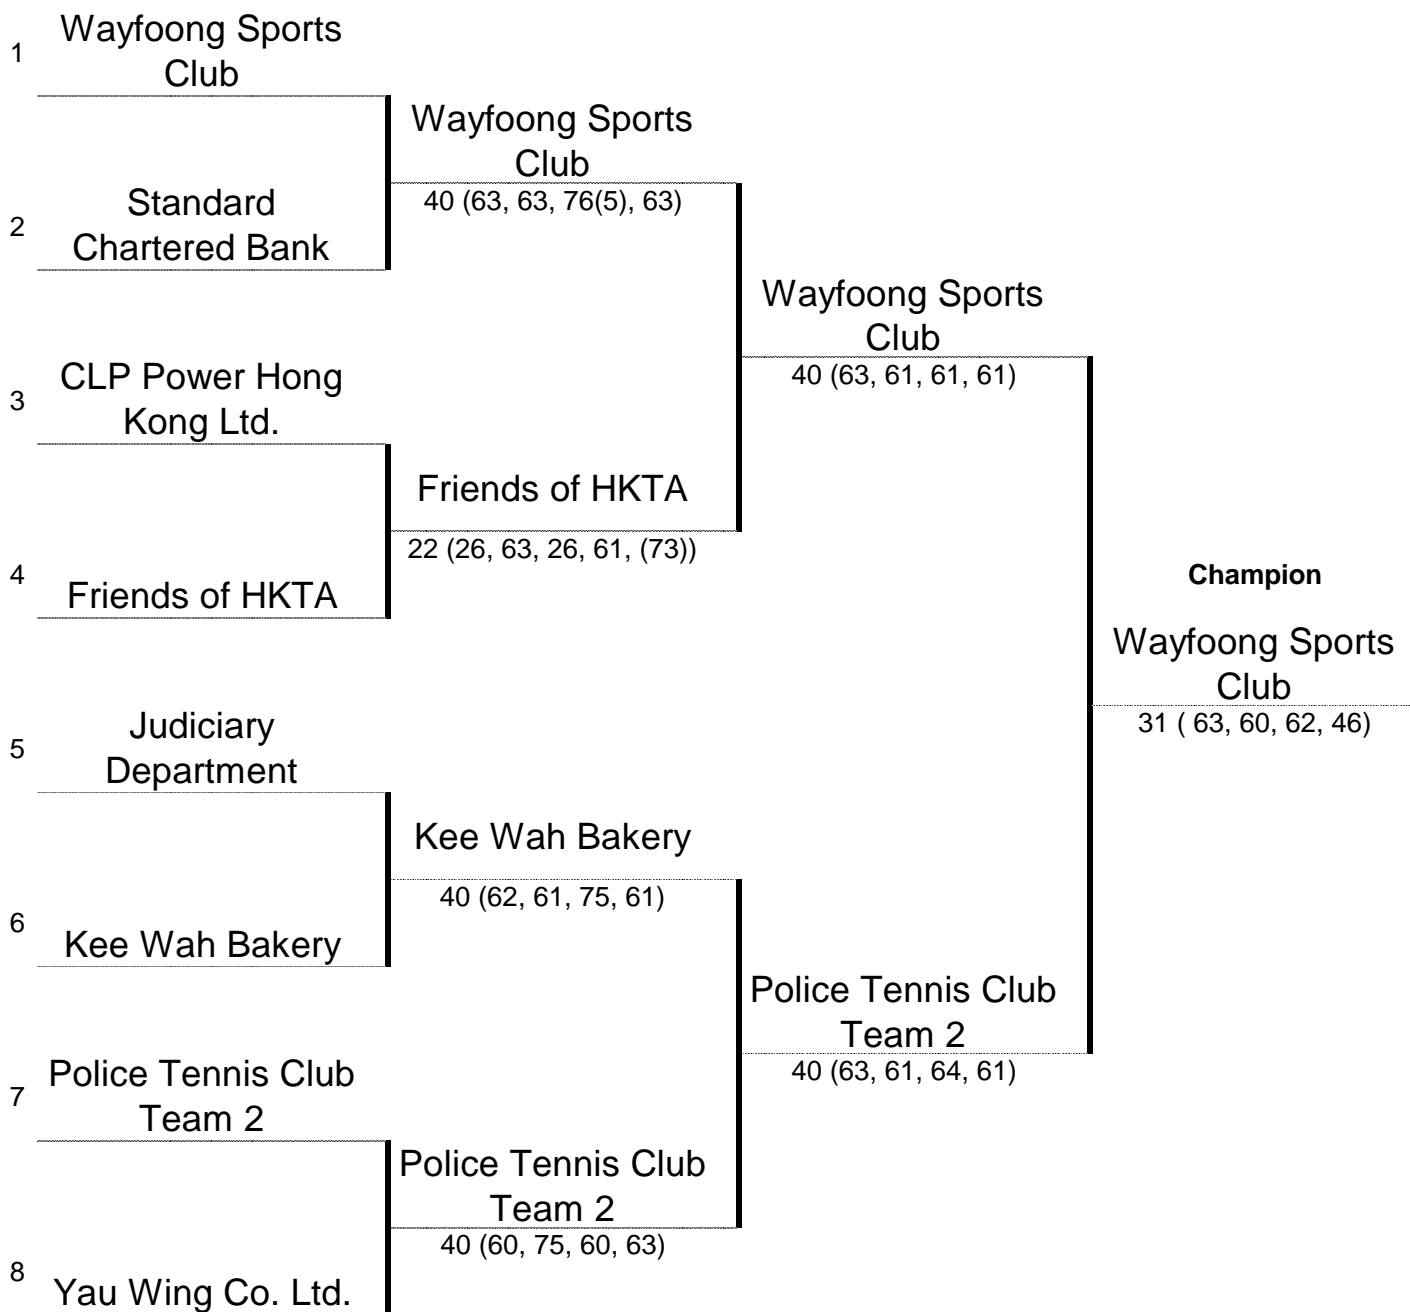 1
Wayfoong Sports
Club
Wayfoong Sports
Club
40 (63, 63, 76(5), 63)
2
Standard
Chartered Bank
Wayfoong Sports
Club
40 (63, 61, 61, 61)
3
CLP Power Hong
Kong Ltd.
Friends of HKTA
22 (26, 63, 26, 61, (73))
4
Friends of HKTA
Champion
Wayfoong Sports
Club
31 ( 63, 60, 62, 46)
5
Judiciary
Department
Kee Wah Bakery
40 (62, 61, 75, 61)
6
Kee Wah Bakery
Police Tennis Club
Team 2
40 (63, 61, 64, 61)
7
Police Tennis Club
Team 2
Police Tennis Club
Team 2
40 (60, 75, 60, 63)
8
Yau Wing Co. Ltd.